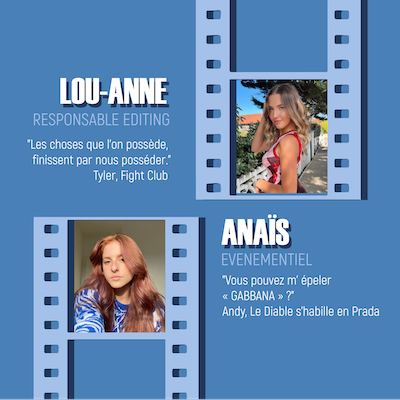 LOU-ANNE
RESPONSABLE EDITING
"Les choses que l'on possède,
finissent par nous posséder."
Tyler, Fight Club
ANAÏS
EVENEMENTIEL
"Vous pouvez m' épeler
« GABBANA » ?"
Andy, Le Diable s'habille en Prada